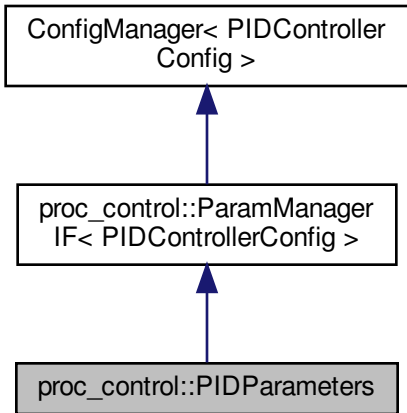 ConfigManager< PIDController
Config >
proc_control::ParamManager
IF< PIDControllerConfig >
proc_control::PIDParameters